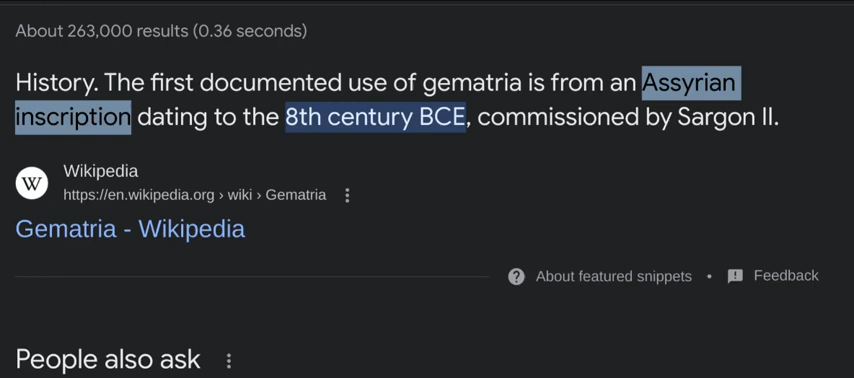 About 263,000 results (0.36 seconds)
History. The first documented use of gematria is from an Assyrian
inscription dating to the 8th century BCE, commissioned by Sargon II.
W
Wikipedia
https://en.wikipedia.org › wiki › Gematria
Gematria - Wikipedia
About featured snippets • Feedback
People also ask